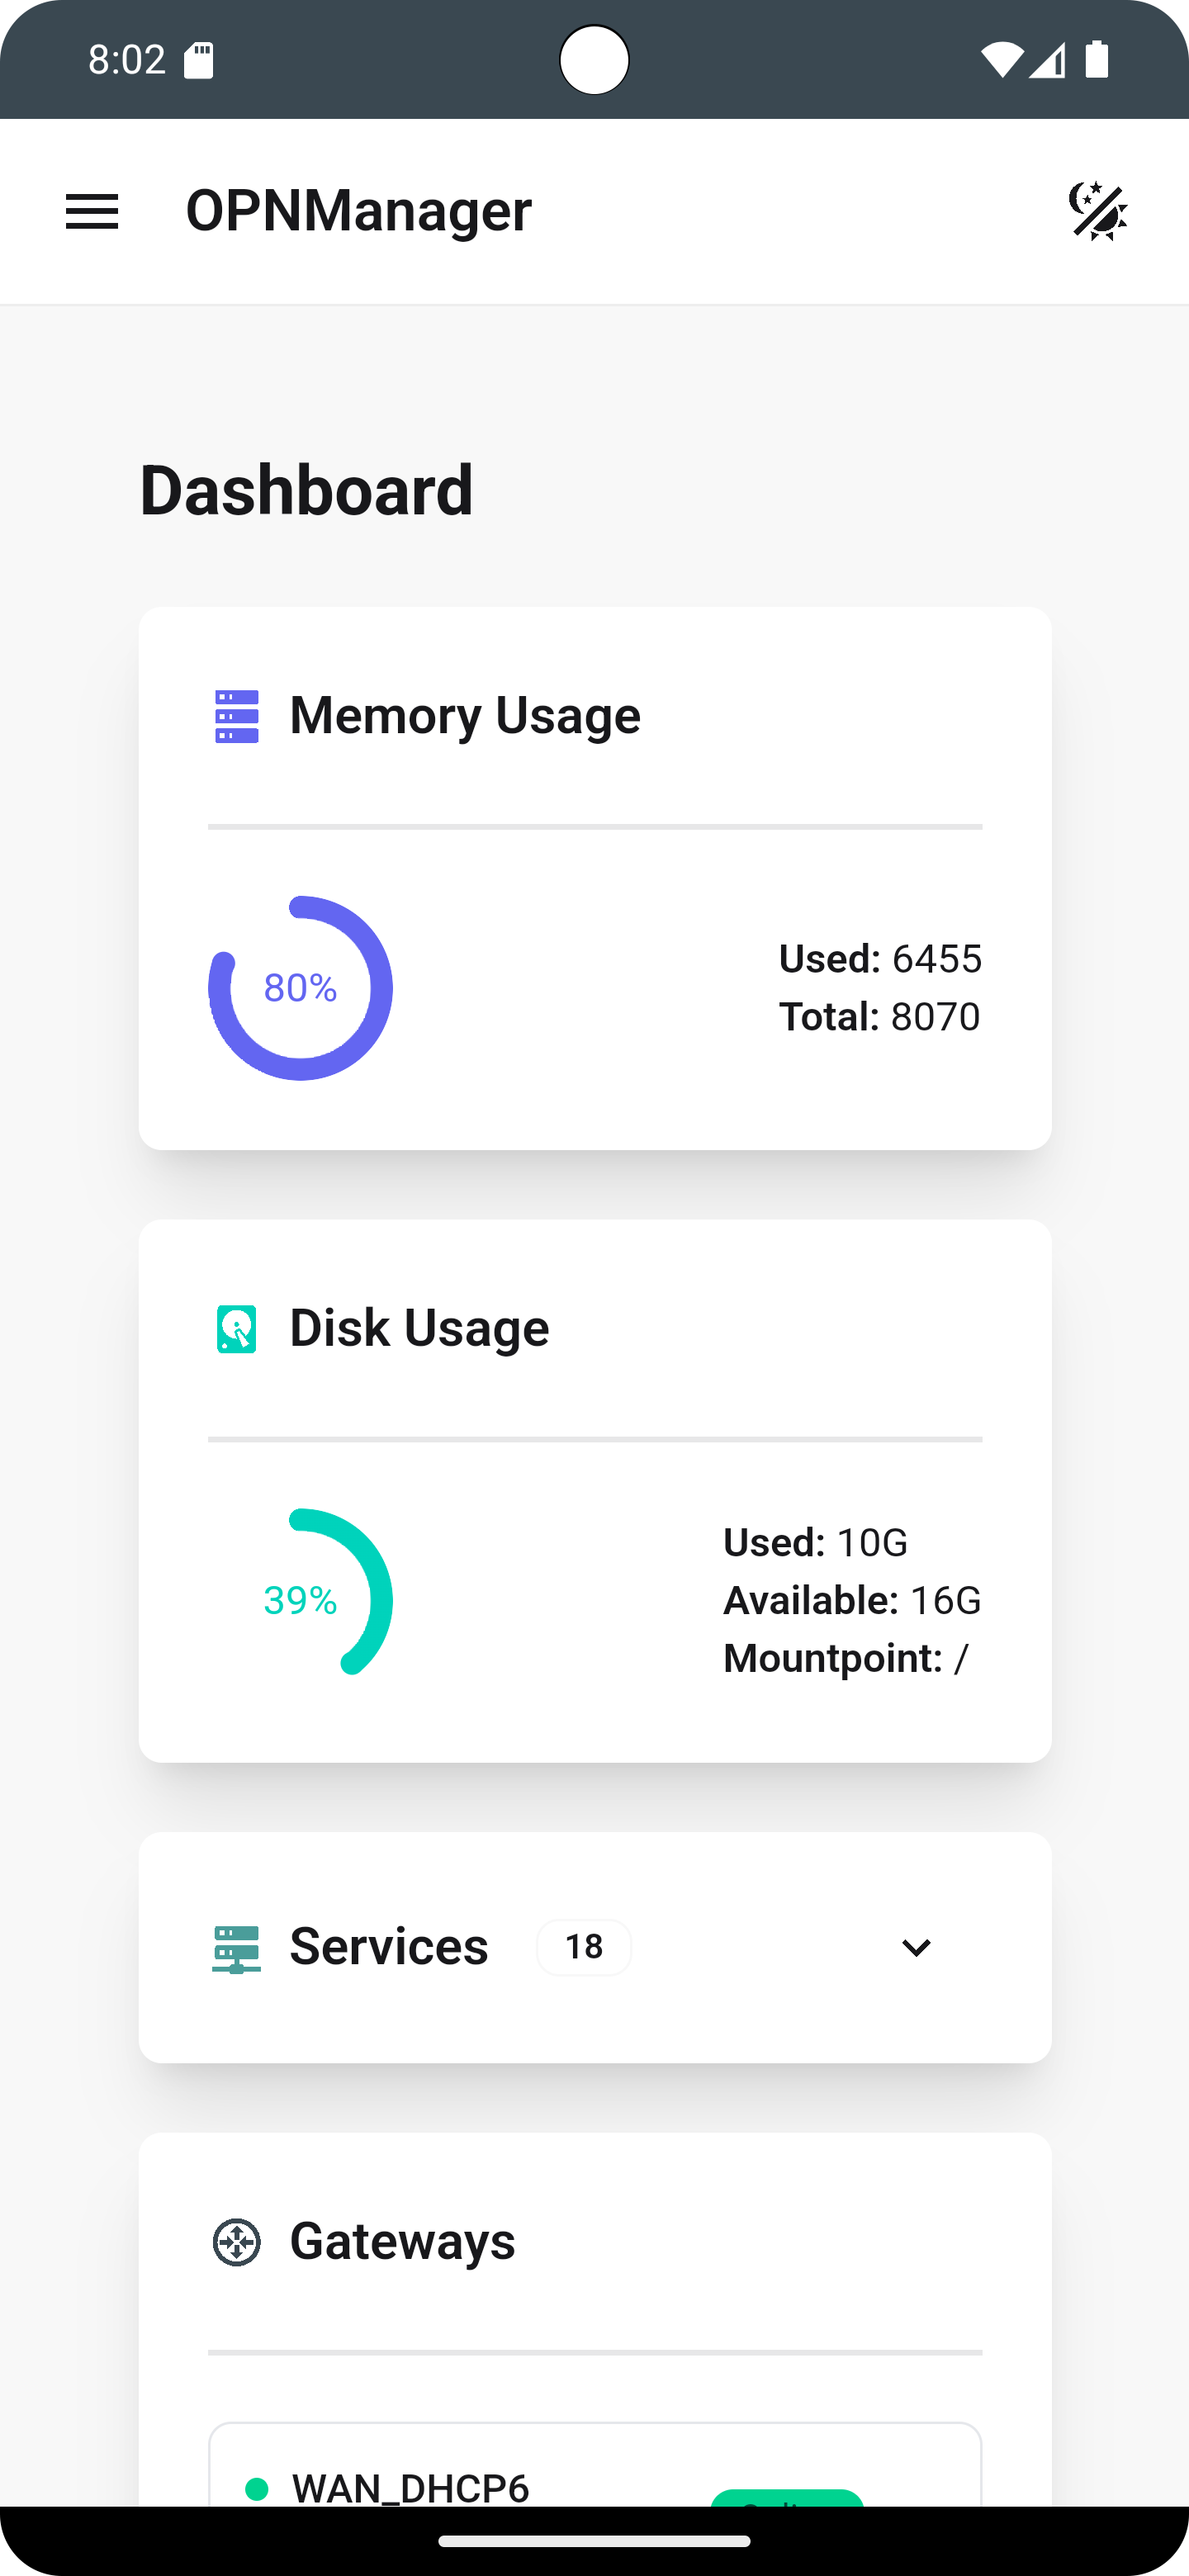 8:02
OPNManager
Dashboard
Memory Usage
80%
Used: 6455
Total: 8070
Disk Usage
39%
Used: 10G
Available: 16G
Mountpoint: /
Services 18
Gateways
WAN_DHCP6